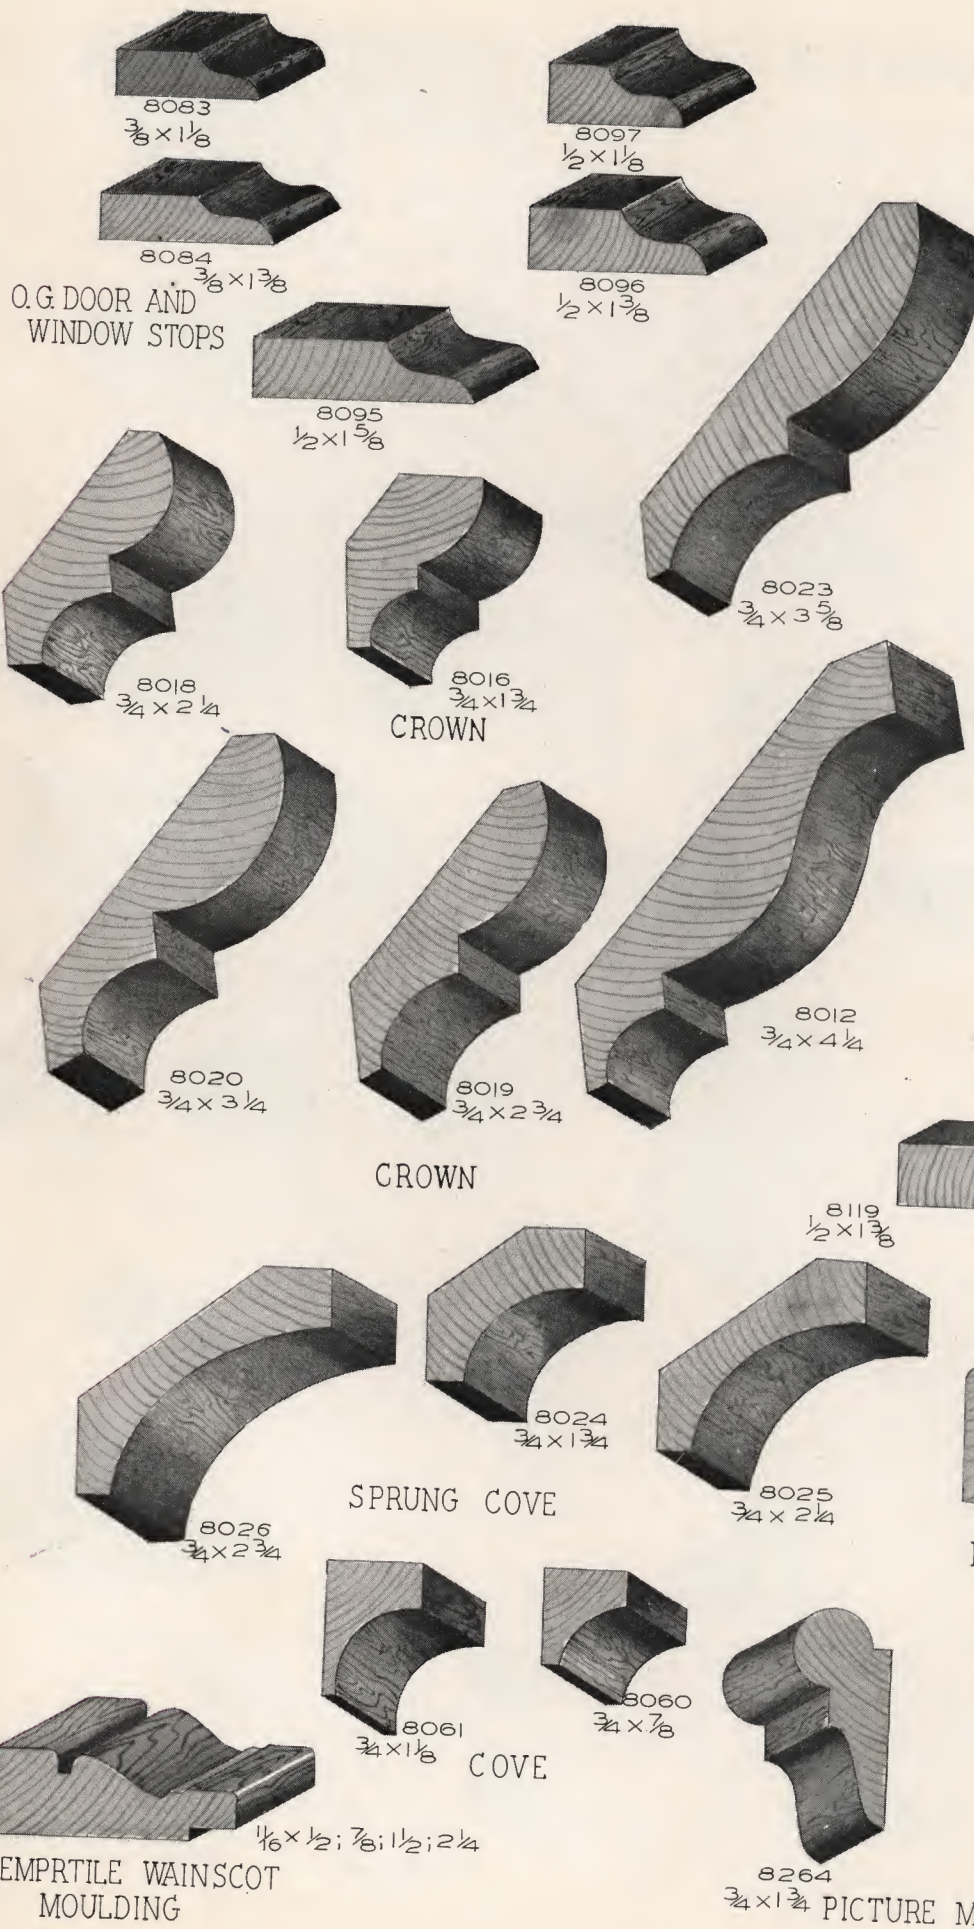 8083
3/8 × 1 1/8
8097
1/2 × 1 1/8
8084
3/8 × 1 3/8
8096
1/2 × 1 3/8
O.G. DOOR AND
WINDOW STOPS
8095
1/2 × 1 5/8
8023
3/4 × 3 5/8
8018
3/4 × 2 1/4
8016
3/4 × 1 3/4
CROWN
8012
3/4 × 4 1/4
8020
3/4 × 3 1/4
8019
3/4 × 2 3/4
CROWN
8119
1/2 × 1 3/8
8024
3/4 × 1 3/4
8025
3/4 × 2 1/4
SPRUNG COVE
8026
3/4 × 2 3/4
8061
3/4 × 1 1/8
8060
3/4 × 7/8
COVE
11/16 × 1/2; 7/8; 1 1/2; 2 1/4
EMPRTILE WAINSCOT
MOULDING
8264
3/4 × 1 3/4 PICTURE M